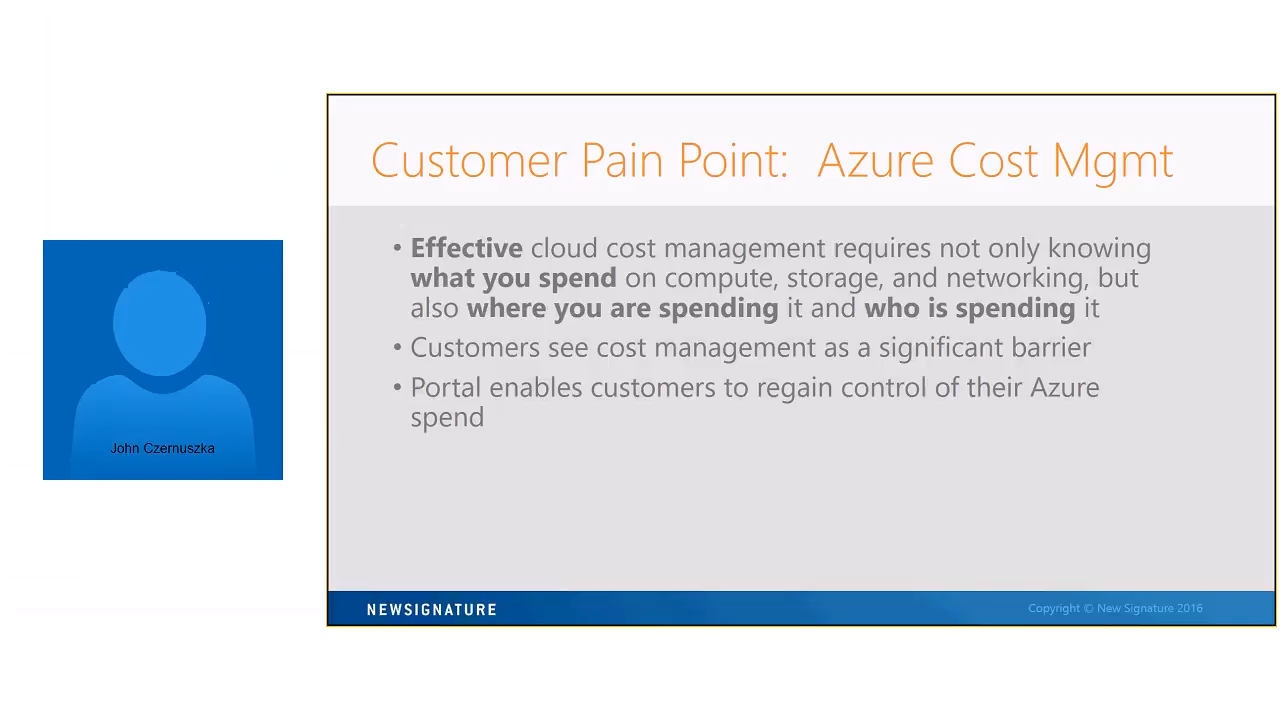 Customer Pain Point:  Azure Cost Mgmt
• Effective cloud cost management requires not only knowing
what you spend on compute, storage, and networking, but
also where you are spending it and who is spending it
• Customers see cost management as a significant barrier
• Portal enables customers to regain control of their Azure
spend
John Czernuszka
NEWSIGNATURE
Copyright © New Signature 2016